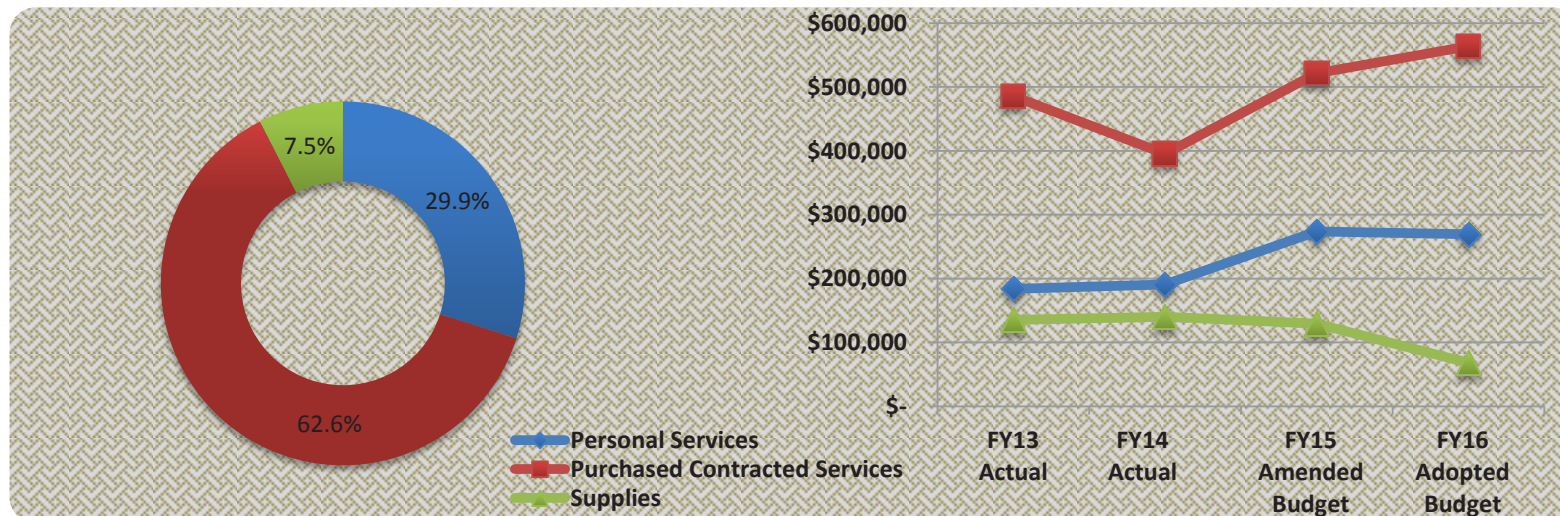 7.5%
29.9%
62.6%
Personal Services
Purchased Contracted Services
Supplies
$600,000
$500,000
$400,000
$300,000
$200,000
$100,000
$-
FY13
Actual
FY14
Actual
FY15
Amended
Budget
FY16
Adopted
Budget